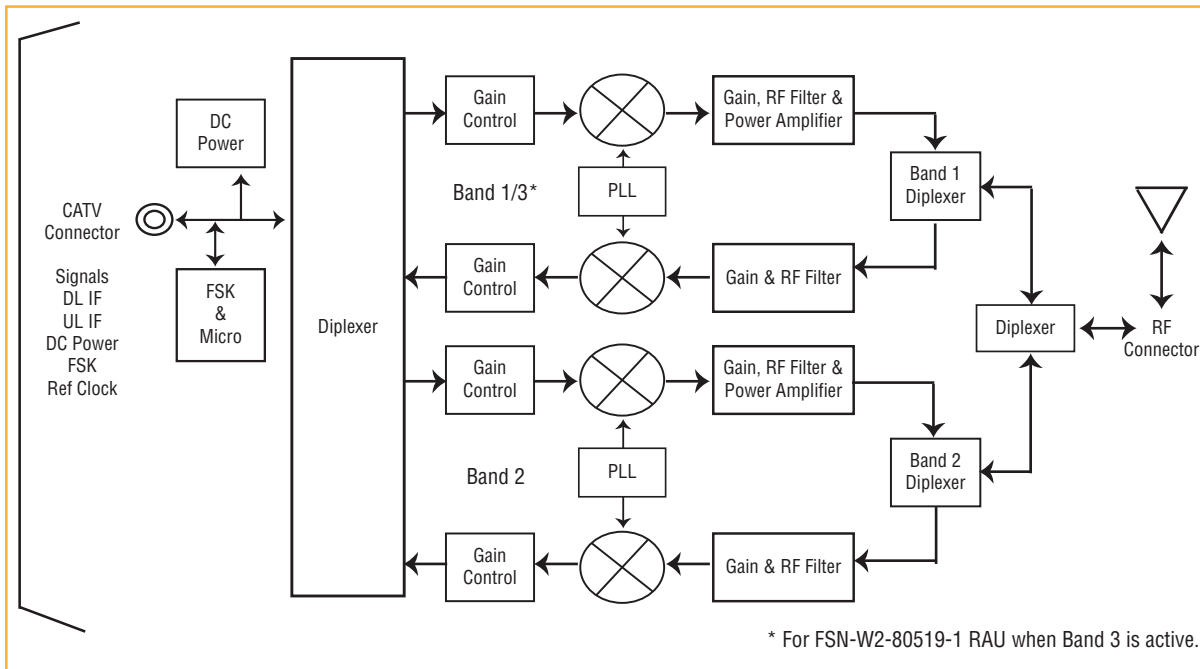 DC
Power
CATV
Connector
Signals
DL IF
UL IF
DC Power
FSK
Ref Clock
FSK
&
Micro
Diplexer
Gain
Control
Gain, RF Filter &
Power Amplifier
Band 1/3*
PLL
Band 1
Diplexer
Gain
Control
Gain & RF Filter
Diplexer
RF
Connector
Gain
Control
Gain, RF Filter &
Power Amplifier
Band 2
PLL
Band 2
Diplexer
Gain
Control
Gain & RF Filter
* For FSN-W2-80519-1 RAU when Band 3 is active.